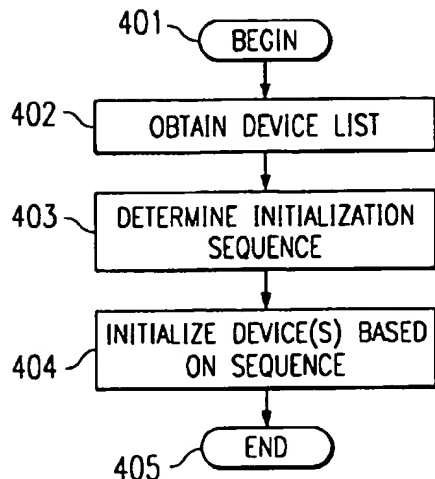 401
BEGIN
402
OBTAIN DEVICE LIST
403
DETERMINE INITIALIZATION
SEQUENCE
404
INITIALIZE DEVICE(S) BASED
ON SEQUENCE
405
END